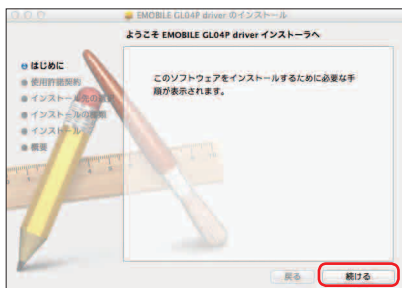 EMOBILE GL04P driver のインストール
ようこそ EMOBILE GL04P driver インストーラへ
はじめに
使用許諾契約
インストール先の選択
インストールの種類
インストール
概要
このソフトウェアをインストールするために必要な手
順が表示されます。
戻る
続ける